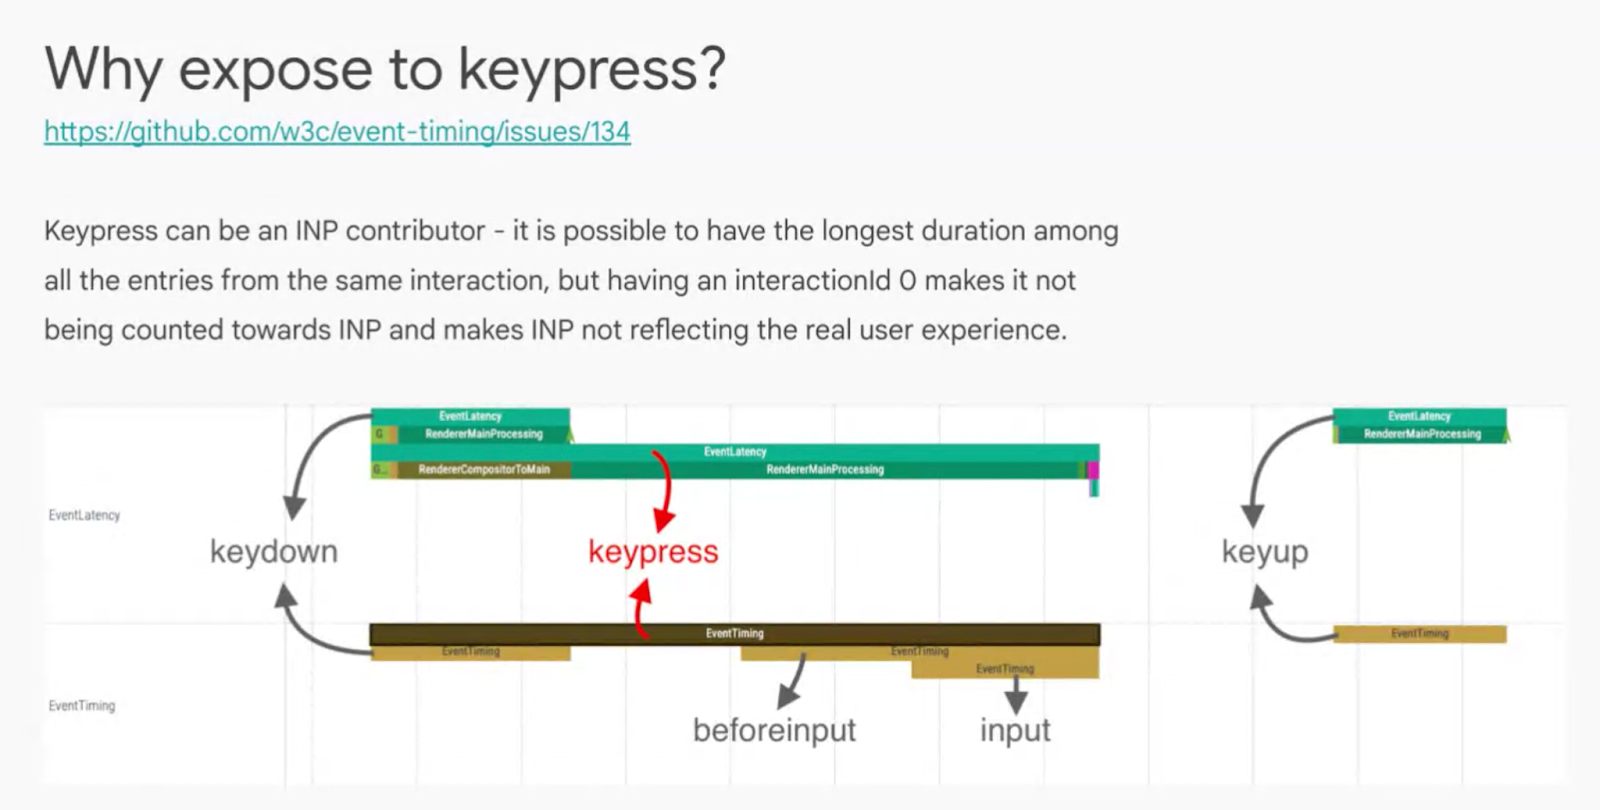 Why expose to keypress?
https://github.com/w3c/event-timing/issues/134
Keypress can be an INP contributor - it is possible to have the longest duration among
all the entries from the same interaction, but having an interactionId 0 makes it not
being counted towards INP and makes INP not reflecting the real user experience.
EventLatency
EventLatency
G
RendererMainProcessing
RendererMainProcessing
EventLatency
G...
RendererCompositorToMain
RendererMainProcessing
EventLatency
keydown
keypress
keyup
EventTiming
EventTiming
EventTiming
EventTiming
EventTiming
EventTiming
beforeinput
input